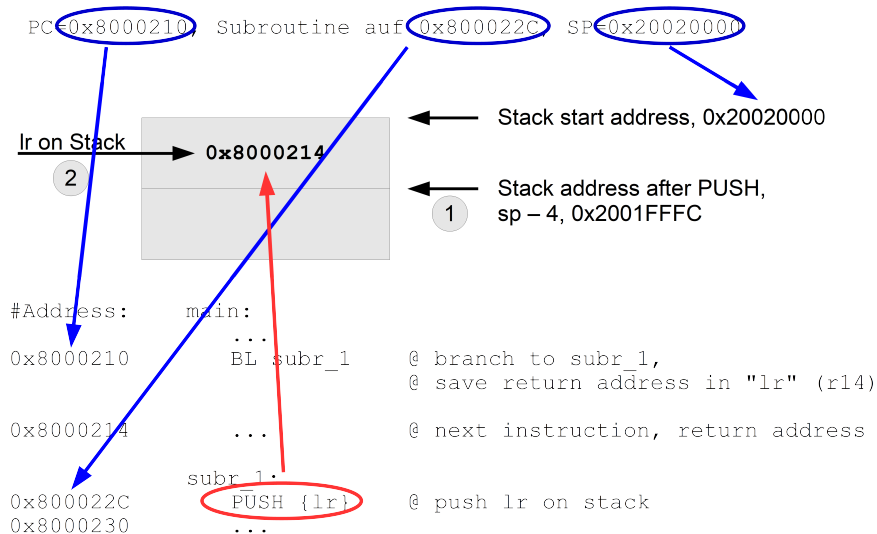 PC=0x8000210, Subroutine auf 0x800022C, SP=0x20020000
Stack start address, 0x20020000
lr on Stack
0x8000214
2
Stack address after PUSH,
1
sp – 4, 0x2001FFFC
#Address: main:
...
0x8000210 BL subr_1 @ branch to subr_1,
@ save return address in "lr" (r14)
0x8000214 ... @ next instruction, return address
subr_1:
0x800022C PUSH {lr} @ push lr on stack
0x8000230 ...